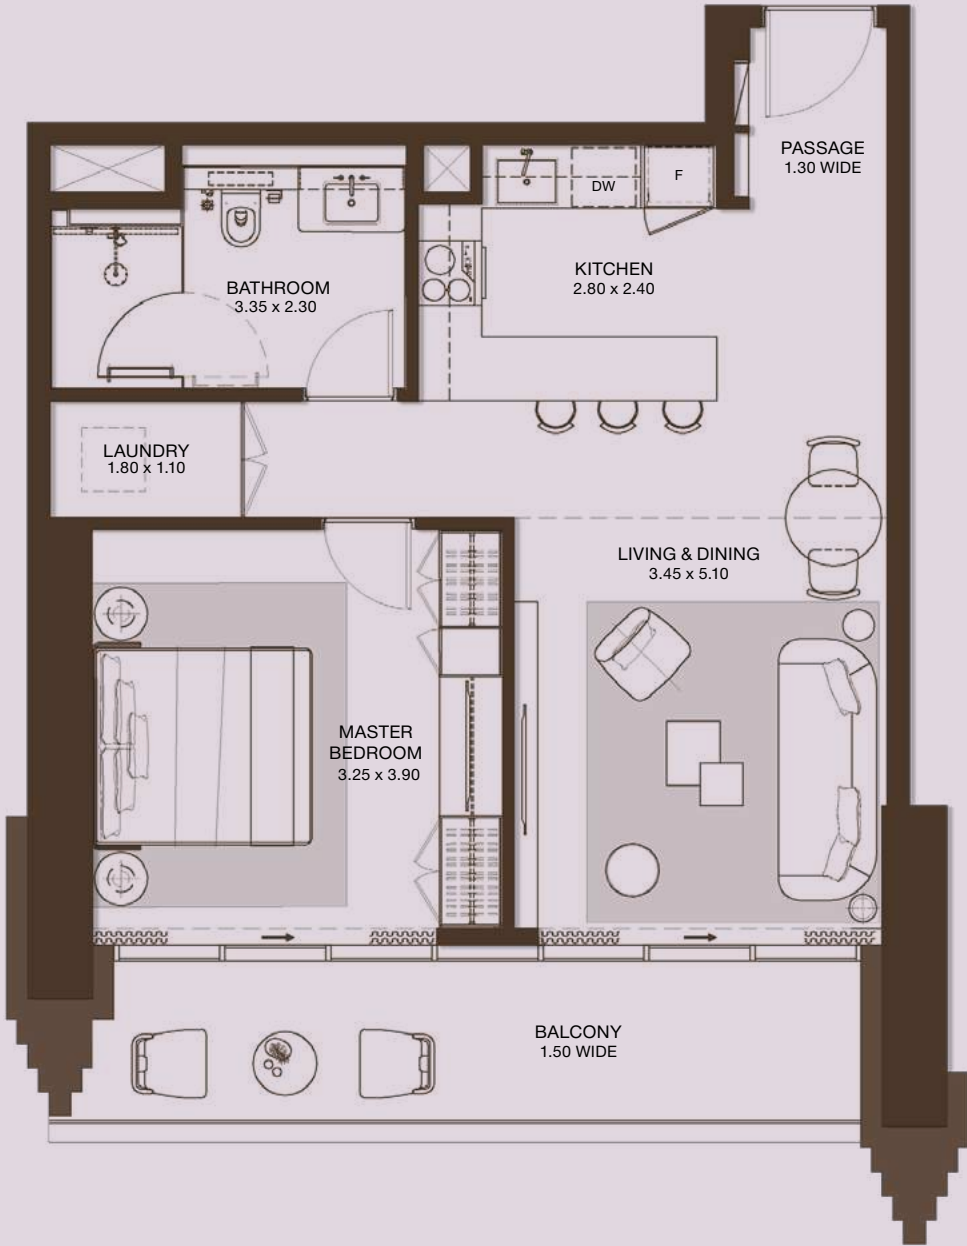 PASSAGE
1.30 WIDE
DW
F
KITCHEN
2.80 x 2.40
BATHROOM
3.35 x 2.30
LAUNDRY
1.80 x 1.10
LIVING & DINING
3.45 x 5.10
MASTER
BEDROOM
3.25 x 3.90
BALCONY
1.50 WIDE